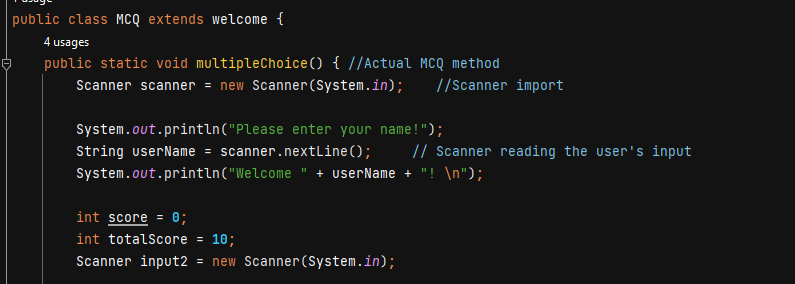 1 usage
public class MCQ extends welcome {
4 usages
public static void multipleChoice() { //Actual MCQ method
Scanner scanner = new Scanner(System.in);    //Scanner import
System.out.println("Please enter your name!");
String userName = scanner.nextLine();     // Scanner reading the user's input
System.out.println("Welcome " + userName + "! \n");
int score = 0;
int totalScore = 10;
Scanner input2 = new Scanner(System.in);